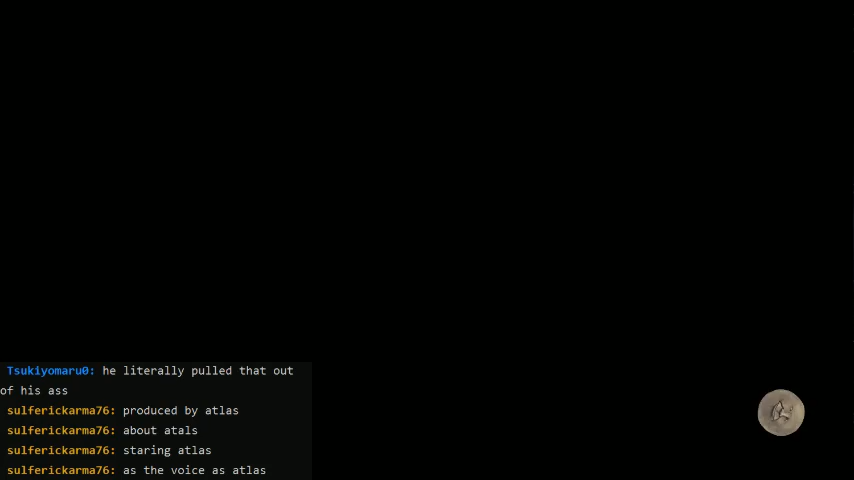 Tsukiyomaru0: he literally pulled that out
of his ass
sulferickarma76: produced by atlas
sulferickarma76: about atals
sulferickarma76: staring atlas
sulferickarma76: as the voice as atlas